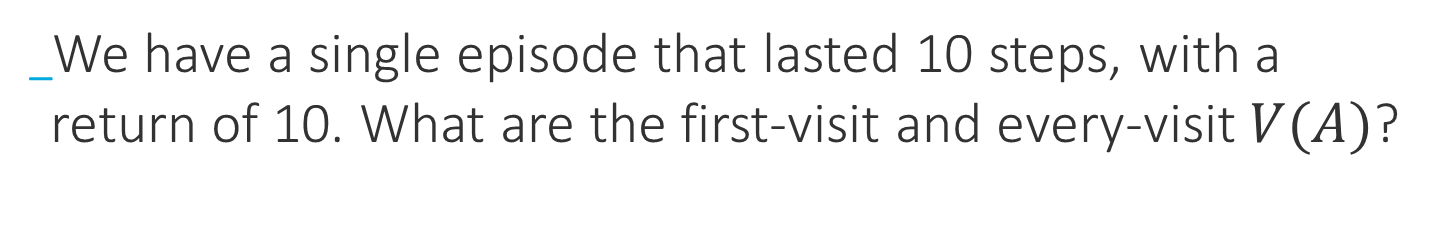 _We have a single episode that lasted 10 steps, with a
return of 10. What are the first-visit and every-visit V(A)?